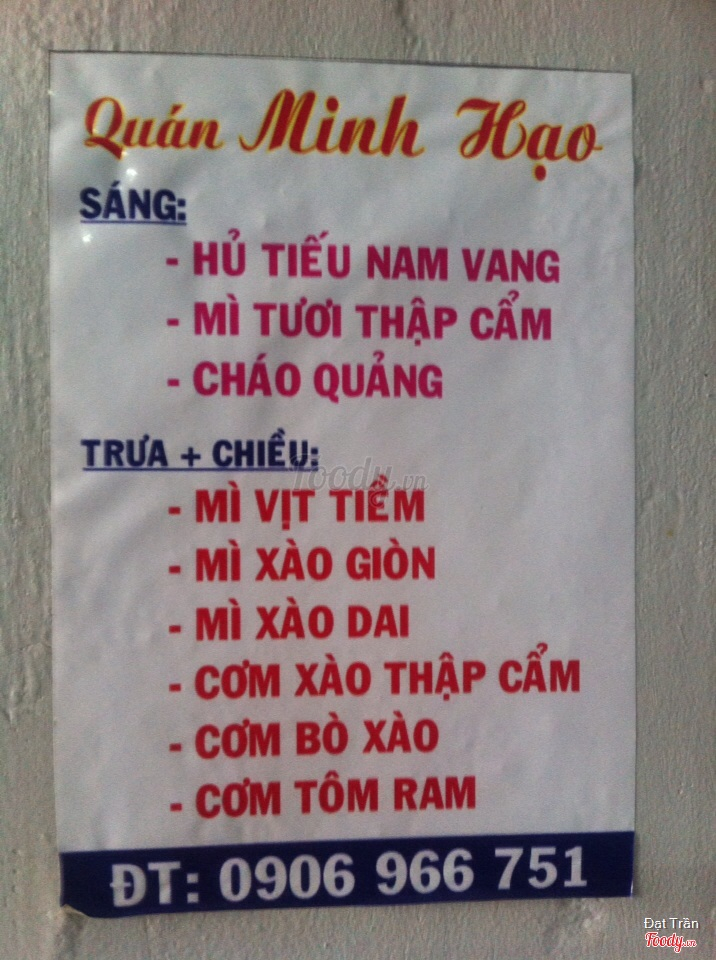 Quán Minh Hạo
SÁNG:
- HỦ TIẾU NAM VANG
- MÌ TƯƠI THẬP CẨM
- CHÁO QUẢNG
TRƯA + CHIỀU:
Foody.vn
- MÌ VỊT TIỀM
- MÌ XÀO GIÒN
- MÌ XÀO DAI
- CƠM XÀO THẬP CẨM
- CƠM BÒ XÀO
- CƠM TÔM RAM
ĐT: 0906 966 751
Đạt Trần
Foody.vn